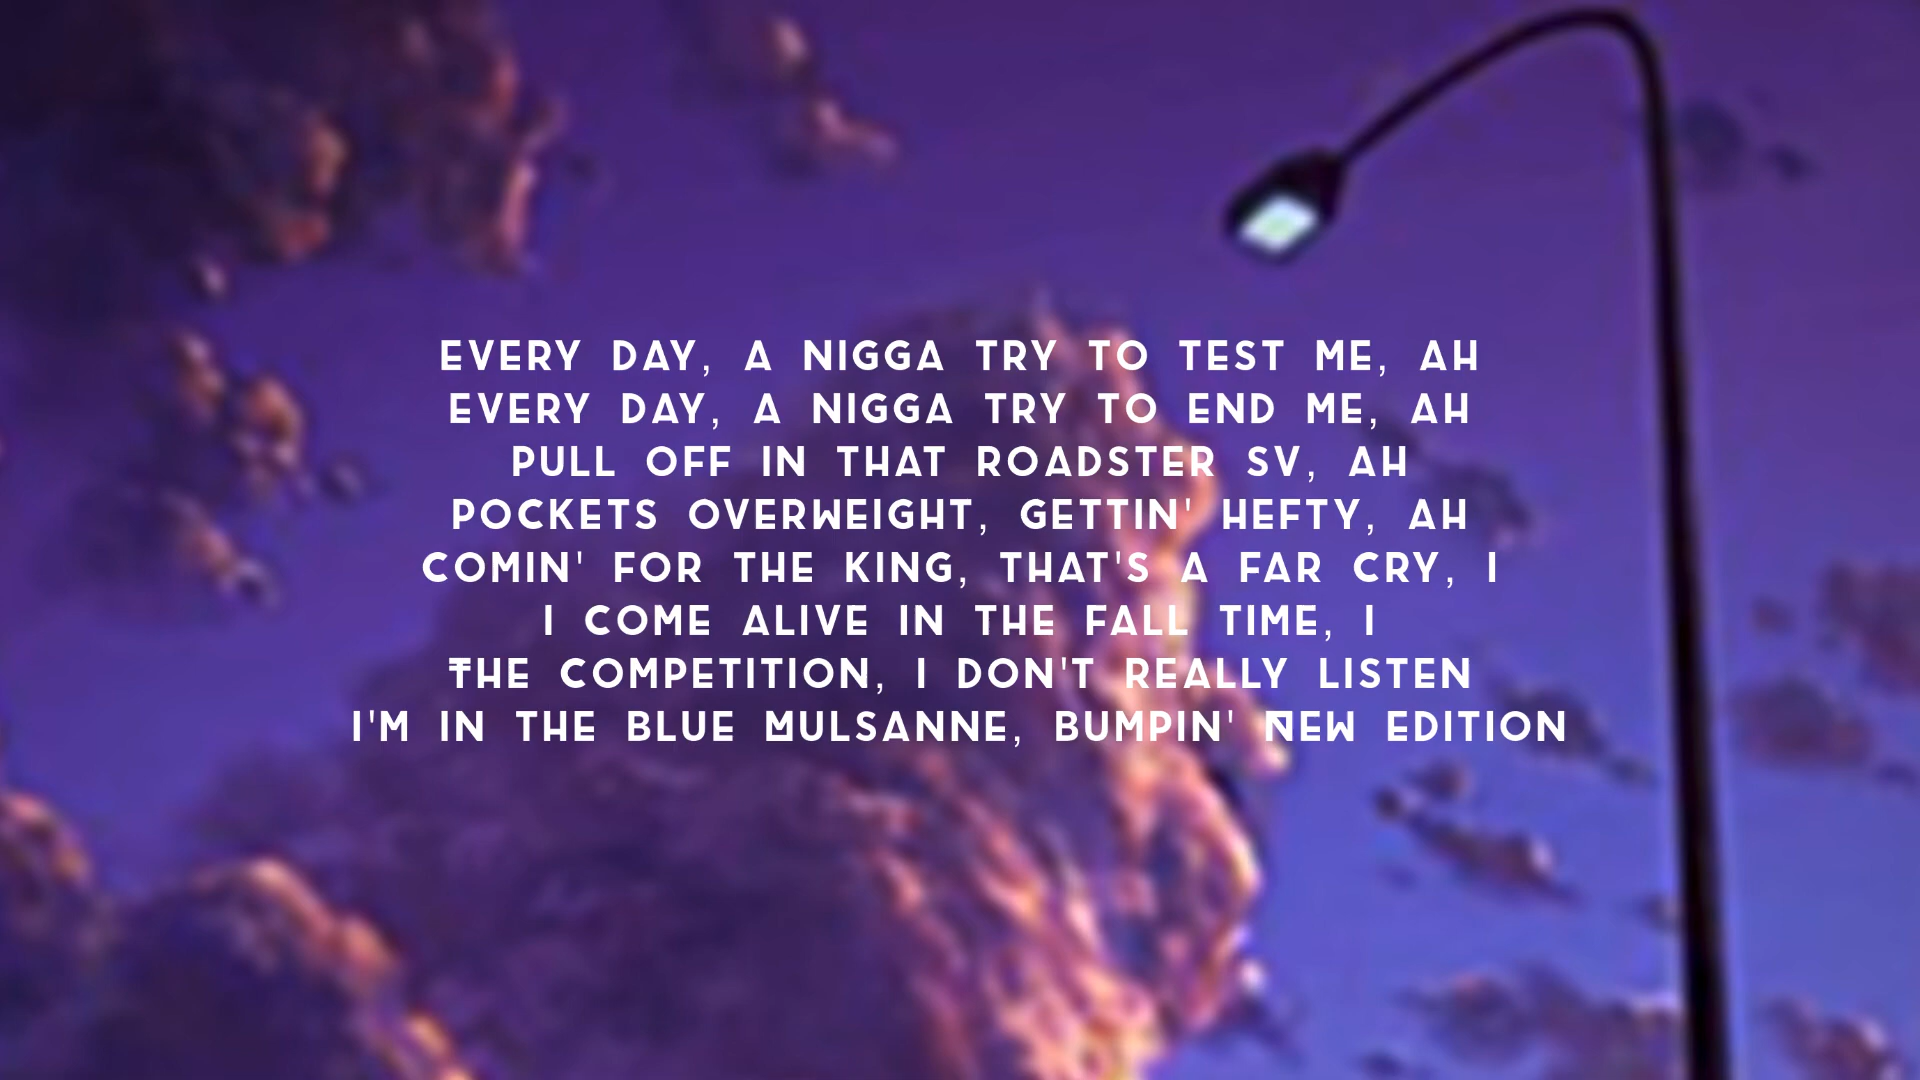 EVERY DAY, A NIGGA TRY TO TEST ME, AH
EVERY DAY, A NIGGA TRY TO END ME, AH
PULL OFF IN THAT ROADSTER SV, AH
POCKETS OVERWEIGHT, GETTIN' HEFTY, AH
COMIN' FOR THE KING, THAT'S A FAR CRY, I
I COME ALIVE IN THE FALL TIME, I
THE COMPETITION, I DON'T REALLY LISTEN
I'M IN THE BLUE MULSANNE, BUMPIN' NEW EDITION